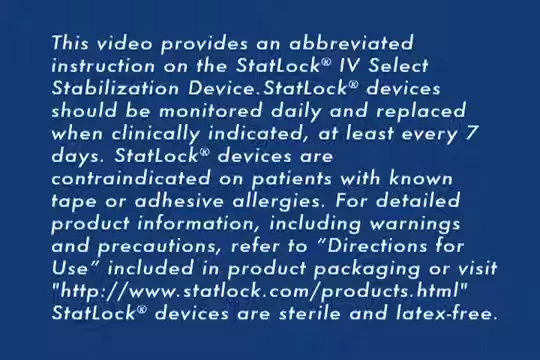 This video provides an abbreviated
instruction on the StatLock® IV Select
Stabilization Device.StatLock® devices
should be monitored daily and replaced
when clinically indicated, at least every 7
days. StatLock® devices are
contraindicated on patients with known
tape or adhesive allergies. For detailed
product information, including warnings
and precautions, refer to “Directions for
Use” included in product packaging or visit
"http://www.statlock.com/products.html"
StatLock® devices are sterile and latex-free.